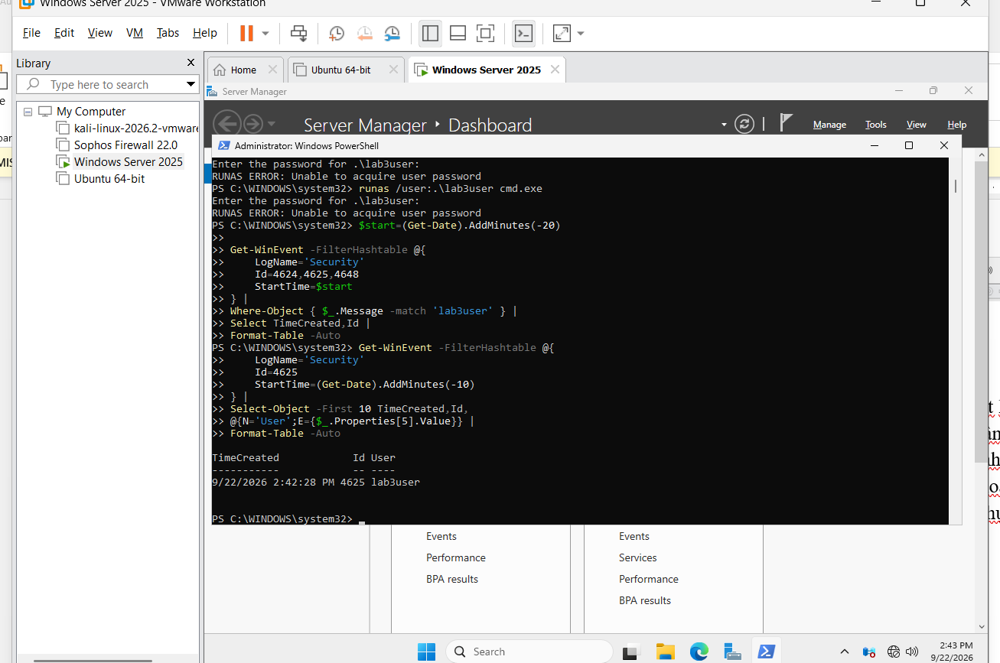 Windows Server 2025 - VMware Workstation
File Edit View VM Tabs Help
Library
Type here to search
My Computer
kali-linux-2026.2-vmware
Sophos Firewall 22.0
Windows Server 2025
Ubuntu 64-bit
Home
Ubuntu 64-bit
Windows Server 2025
Server Manager
Server Manager Dashboard
Manage Tools View Help
Administrator: Windows PowerShell
Enter the password for .\lab3user:
RUNAS ERROR: Unable to acquire user password
PS C:\WINDOWS\system32> runas /user:.\lab3user cmd.exe
Enter the password for .\lab3user:
RUNAS ERROR: Unable to acquire user password
PS C:\WINDOWS\system32> $start=(Get-Date).AddMinutes(-20)
>>
>> Get-WinEvent -FilterHashtable @{
>>     LogName='Security'
>>     Id=4624,4625,4648
>>     StartTime=$start
>> } |
>> Where-Object { $_.Message -match 'lab3user' } |
>> Select TimeCreated,Id |
>> Format-Table -Auto
PS C:\WINDOWS\system32> Get-WinEvent -FilterHashtable @{
>>     LogName='Security'
>>     Id=4625
>>     StartTime=(Get-Date).AddMinutes(-10)
>> } |
>> Select-Object -First 10 TimeCreated,Id,
>> @{N='User';E={$_.Properties[5].Value}} |
>> Format-Table -Auto
TimeCreated            Id User
-----------            -- ----
9/22/2026 2:42:28 PM 4625 lab3user
PS C:\WINDOWS\system32>
Events
Performance
BPA results
Events
Services
Performance
BPA results
Search
2:43 PM
9/22/2026